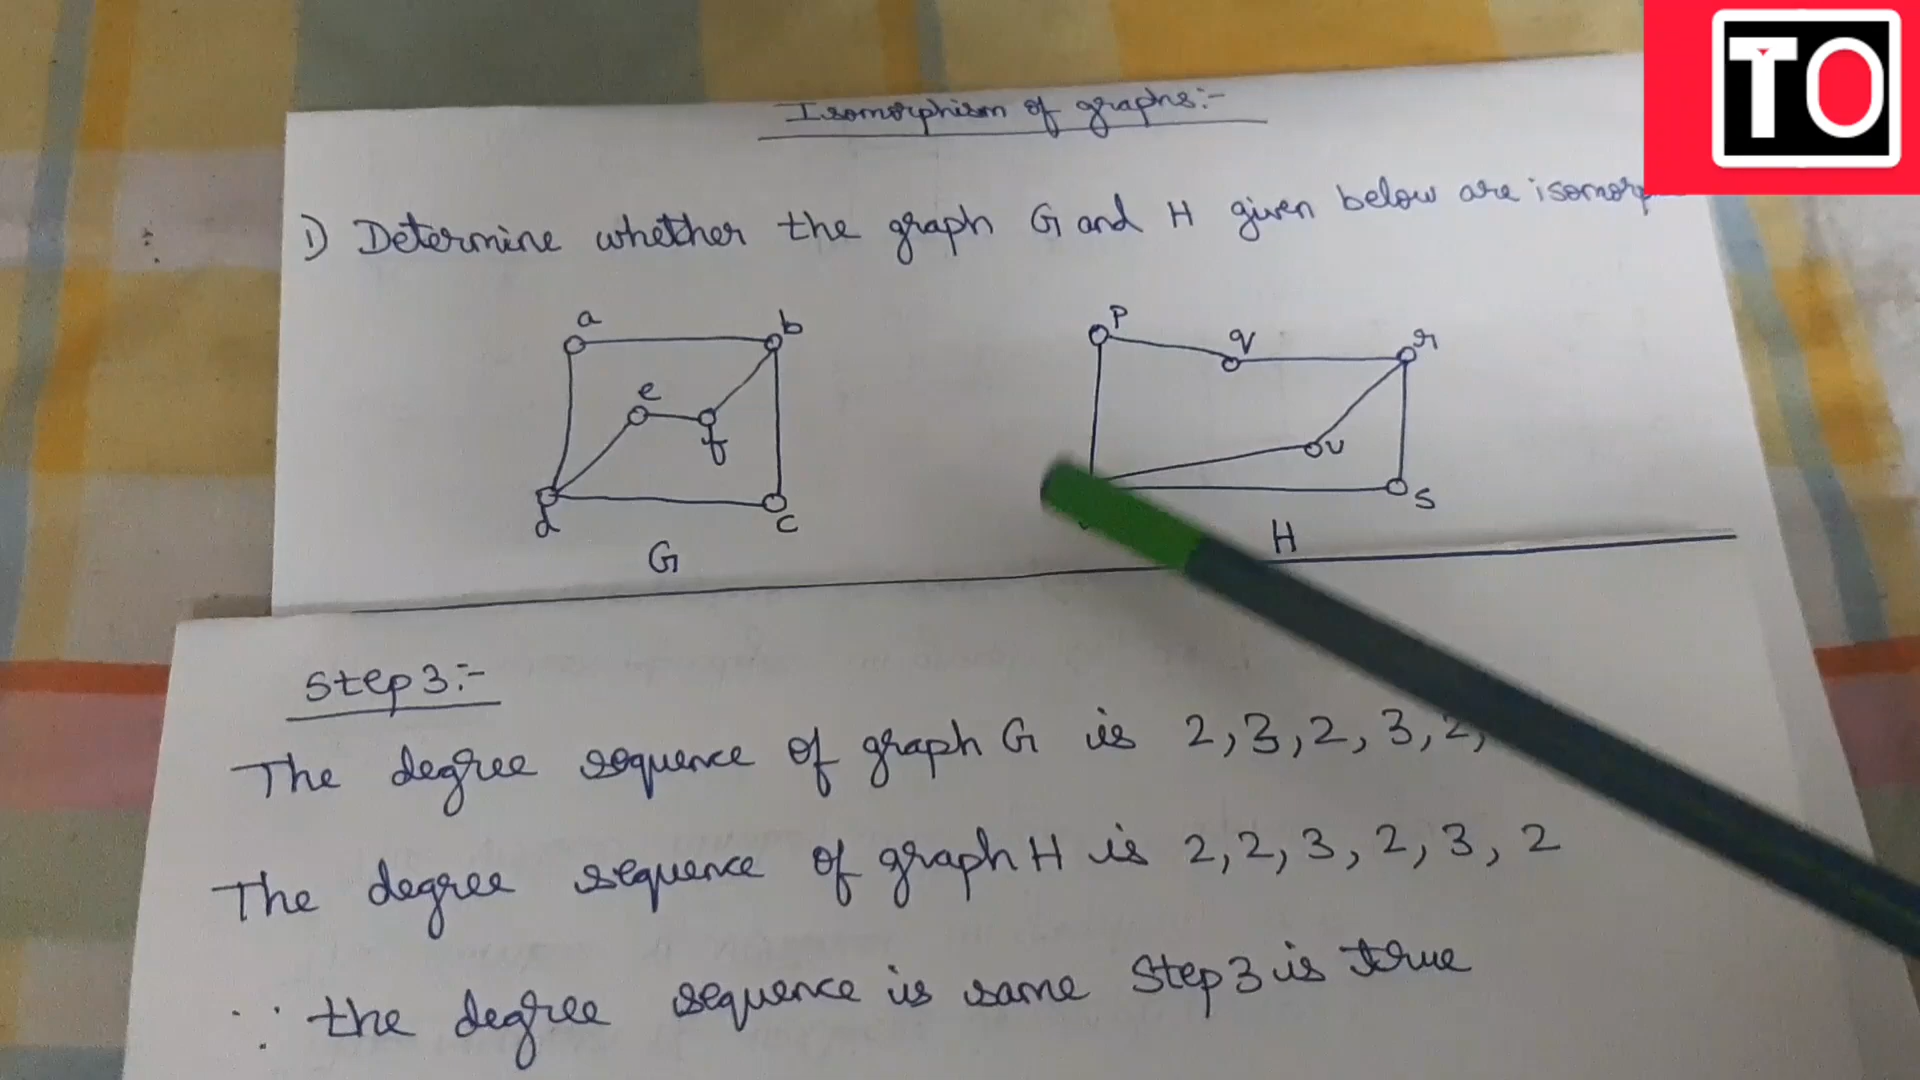 TO
Isomorphism of graphs:-
1) Determine whether the graph G and H given below are isomorp
a b
e
f
d c
G
P q r
u
S
H
Step 3:-
The degree sequence of graph G is 2, 3, 2, 3, 2,
The degree sequence of graph H is 2, 2, 3, 2, 3, 2
∵ the degree sequence is same Step 3 is true